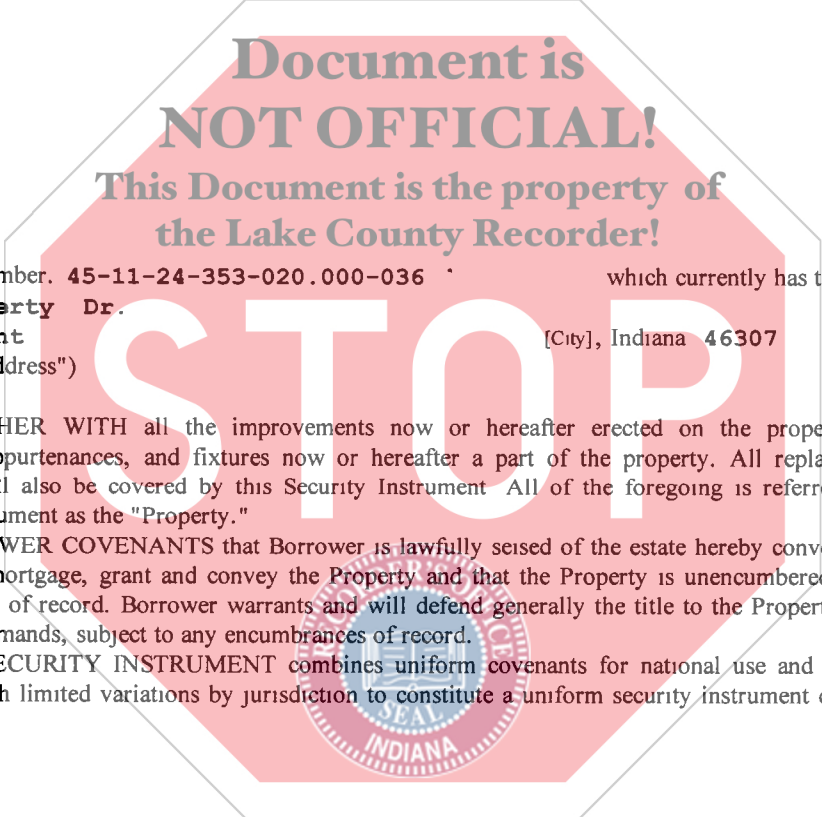 Document is
NOT OFFICIAL!
This Document is the property of
the Lake County Recorder!
mber. 45-11-24-353-020.000-036 which currently has t
erty Dr.
nt [City], Indiana 46307
ddress")
STOP
HER WITH all the improvements now or hereafter erected on the prope
ppurtenances, and fixtures now or hereafter a part of the property. All repla
l also be covered by this Security Instrument All of the foregoing is referr
ument as the "Property."
WER COVENANTS that Borrower is lawfully seised of the estate hereby conv
nortgage, grant and convey the Property and that the Property is unencumbered
of record. Borrower warrants and will defend generally the title to the Propert
mands, subject to any encumbrances of record.
ECURITY INSTRUMENT combines uniform covenants for national use and
h limited variations by jurisdiction to constitute a uniform security instrument
RECORDER'S OFFICE
SEAL
INDIANA